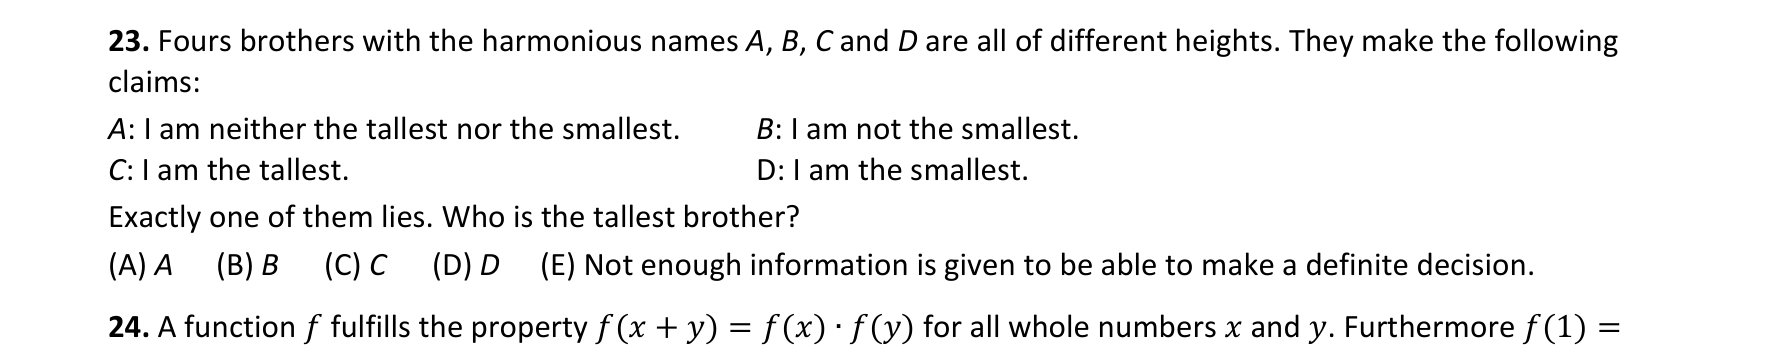 23. Fours brothers with the harmonious names A, B, C and D are all of different heights. They make the following
claims:
A: I am neither the tallest nor the smallest. B: I am not the smallest.
C: I am the tallest. D: I am the smallest.
Exactly one of them lies. Who is the tallest brother?
(A) A (B) B (C) C (D) D (E) Not enough information is given to be able to make a definite decision.
24. A function f fulfills the property f(x + y) = f(x) · f(y) for all whole numbers x and y. Furthermore f(1) =